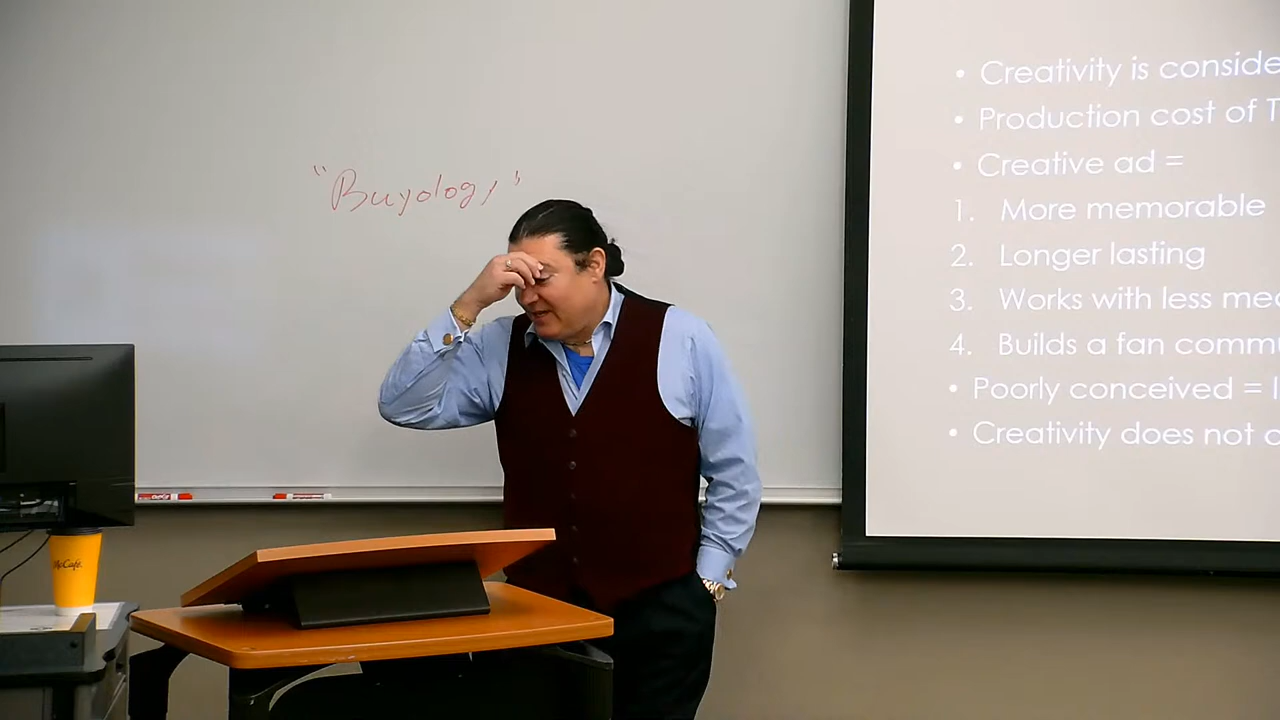 "Buyology"
• Creativity is conside
• Production cost of T
• Creative ad =
1. More memorable
2. Longer lasting
3. Works with less me
4. Builds a fan commu
• Poorly conceived = l
• Creativity does not c
McCafé